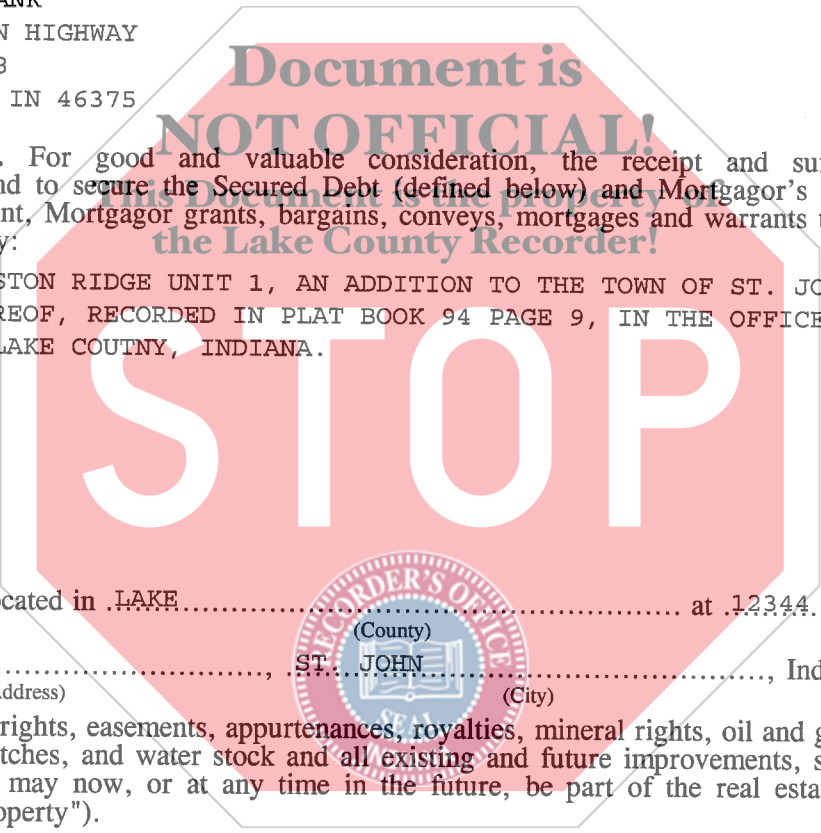 ANK
N HIGHWAY
3
IN 46375
Document is
NOT OFFICIAL!
This Document is the property of
the Lake County Recorder!
. For good and valuable consideration, the receipt and suf
nd to secure the Secured Debt (defined below) and Mortgagor's
nt, Mortgagor grants, bargains, conveys, mortgages and warrants t
y:
STON RIDGE UNIT 1, AN ADDITION TO THE TOWN OF ST. JO
REOF, RECORDED IN PLAT BOOK 94 PAGE 9, IN THE OFFICE
LAKE COUTNY, INDIANA.
STOP
RECORDER'S OFFICE
SEAL
cated in .LAKE.................................................................... at .12344.
(County)
..........................., .ST. JOHN..........................................., Ind
ddress) (City)
rights, easements, appurtenances, royalties, mineral rights, oil and g
tches, and water stock and all existing and future improvements, s
may now, or at any time in the future, be part of the real esta
operty").